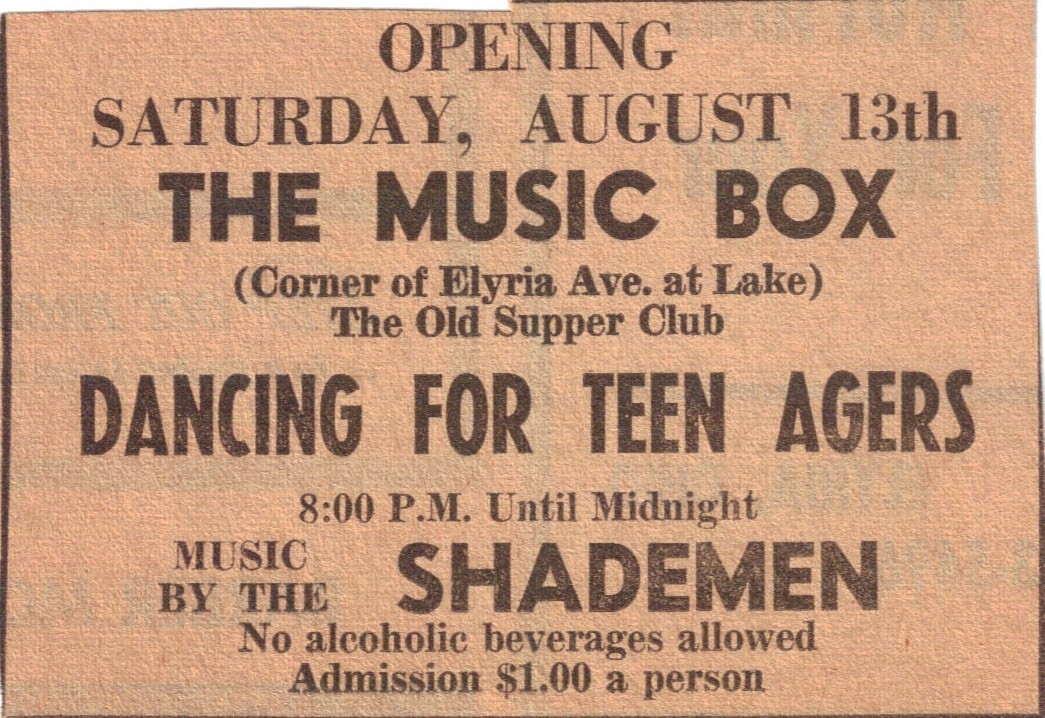 OPENING
SATURDAY, AUGUST 13th
THE MUSIC BOX
(Corner of Elyria Ave. at Lake)
The Old Supper Club
DANCING FOR TEEN AGERS
8:00 P.M. Until Midnight
MUSIC
BY THE SHADEMEN
No alcoholic beverages allowed
Admission $1.00 a person